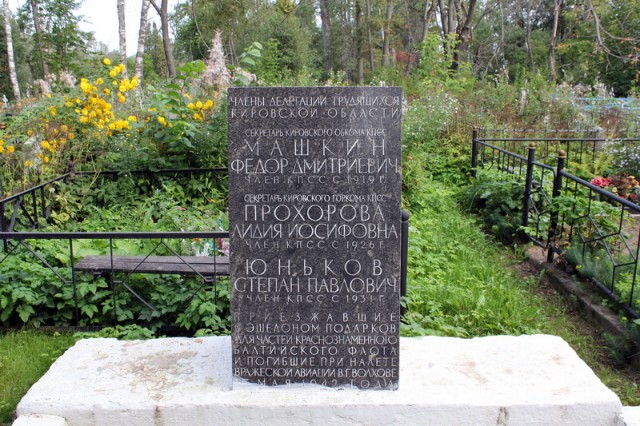 ЧЛЕНЫ ДЕЛЕГАЦИИ ТРУДЯЩИХСЯ
КИРОВСКОЙ ОБЛАСТИ
СЕКРЕТАРЬ КИРОВСКОГО ОБКОМА КПСС
МАШКИН
ФЕДОР ДМИТРИЕВИЧ
ЧЛЕН КПСС С 1919 Г.
СЕКРЕТАРЬ КИРОВСКОГО ГОРКОМА КПСС
ПРОХОРОВА
ЛИДИЯ ИОСИФОВНА
ЧЛЕН КПСС С 1926 Г.
ЮНЬКОВ
СТЕПАН ПАВЛОВИЧ
ЧЛЕН КПСС С 1931 Г.
ПРИЕЗЖАВШИЕ
С ЭШЕЛОНОМ ПОДАРКОВ
ДЛЯ ЧАСТЕЙ КРАСНОЗНАМЕННОГО
БАЛТИЙСКОГО ФЛОТА
И ПОГИБШИЕ ПРИ НАЛЕТЕ
ВРАЖЕСКОЙ АВИАЦИИ В Г. ВОЛХОВЕ
МАЯ 1942 ГОДА